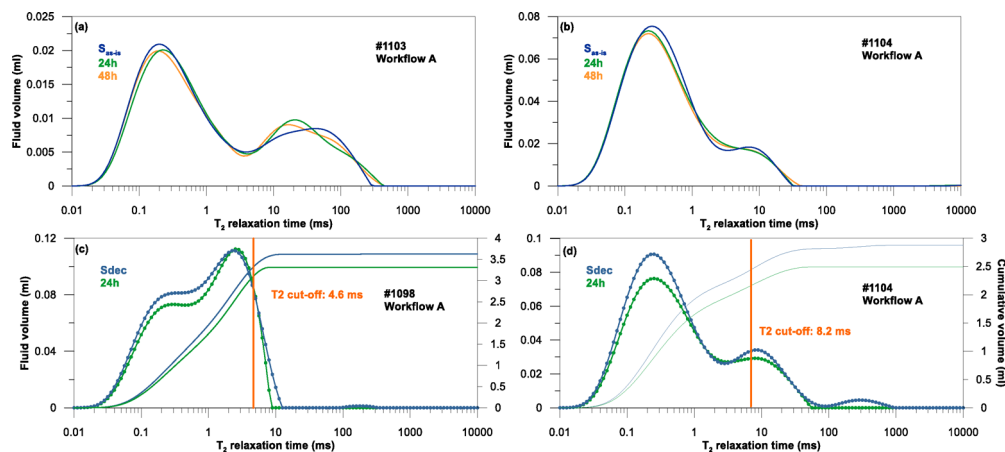 (a)
0.025
0.02
0.015
0.01
0.005
0
Fluid volume (ml)
S_as-is
24h
48h
#1103
Workflow A
0.01 0.1 1 10 100 1000 10000
T2 relaxation time (ms)
(b)
0.08
0.06
0.04
0.02
0
Fluid volume (ml)
S_as-is
24h
48h
#1104
Workflow A
0.01 0.1 1 10 100 1000 10000
T2 relaxation time (ms)
(c)
0.12
0.08
0.04
0
Fluid volume (ml)
Sdec
24h
T2 cut-off: 4.6 ms
#1098
Workflow A
4
3.5
3
2.5
2
1.5
1
0.5
0
0.01 0.1 1 10 100 1000 10000
T2 relaxation time (ms)
(d)
0.1
0.08
0.06
0.04
0.02
0
Sdec
24h
T2 cut-off: 8.2 ms
#1104
Workflow A
3
2.5
2
1.5
1
0.5
0
Cumulative volume (ml)
0.01 0.1 1 10 100 1000 10000
T2 relaxation time (ms)